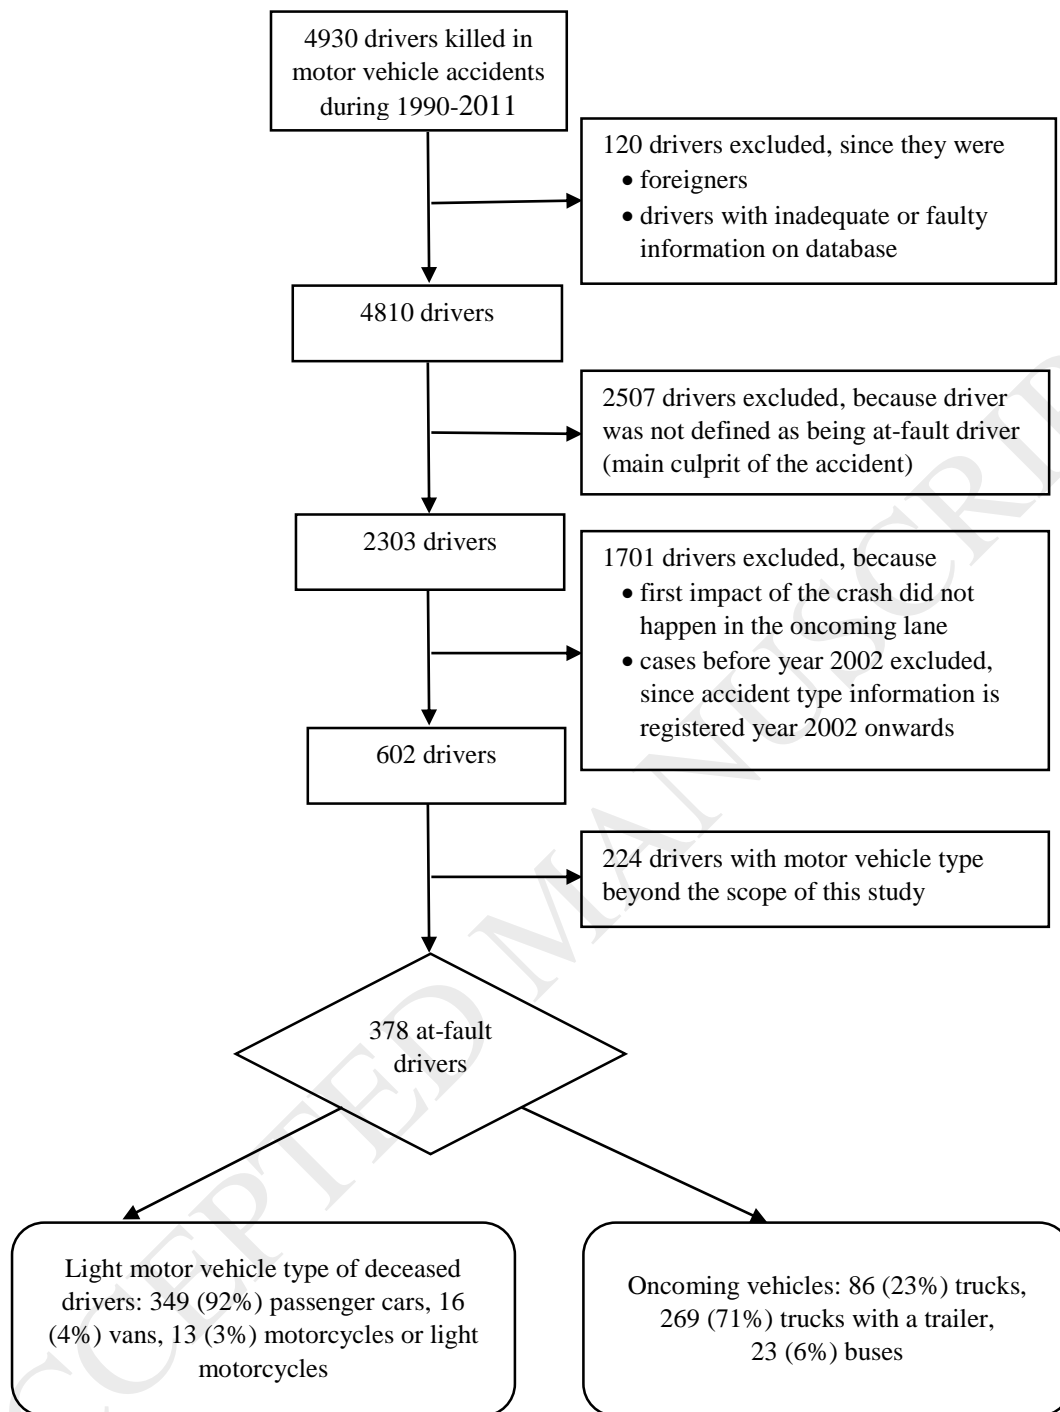 4930 drivers killed in
motor vehicle accidents
during 1990-2011
120 drivers excluded, since they were
• foreigners
• drivers with inadequate or faulty
information on database
4810 drivers
2507 drivers excluded, because driver
was not defined as being at-fault driver
(main culprit of the accident)
2303 drivers
1701 drivers excluded, because
• first impact of the crash did not
happen in the oncoming lane
• cases before year 2002 excluded,
since accident type information is
registered year 2002 onwards
602 drivers
224 drivers with motor vehicle type
beyond the scope of this study
378 at-fault
drivers
Light motor vehicle type of deceased
drivers: 349 (92%) passenger cars, 16
(4%) vans, 13 (3%) motorcycles or light
motorcycles
Oncoming vehicles: 86 (23%) trucks,
269 (71%) trucks with a trailer,
23 (6%) buses
CCEPTED MANUSCRIP